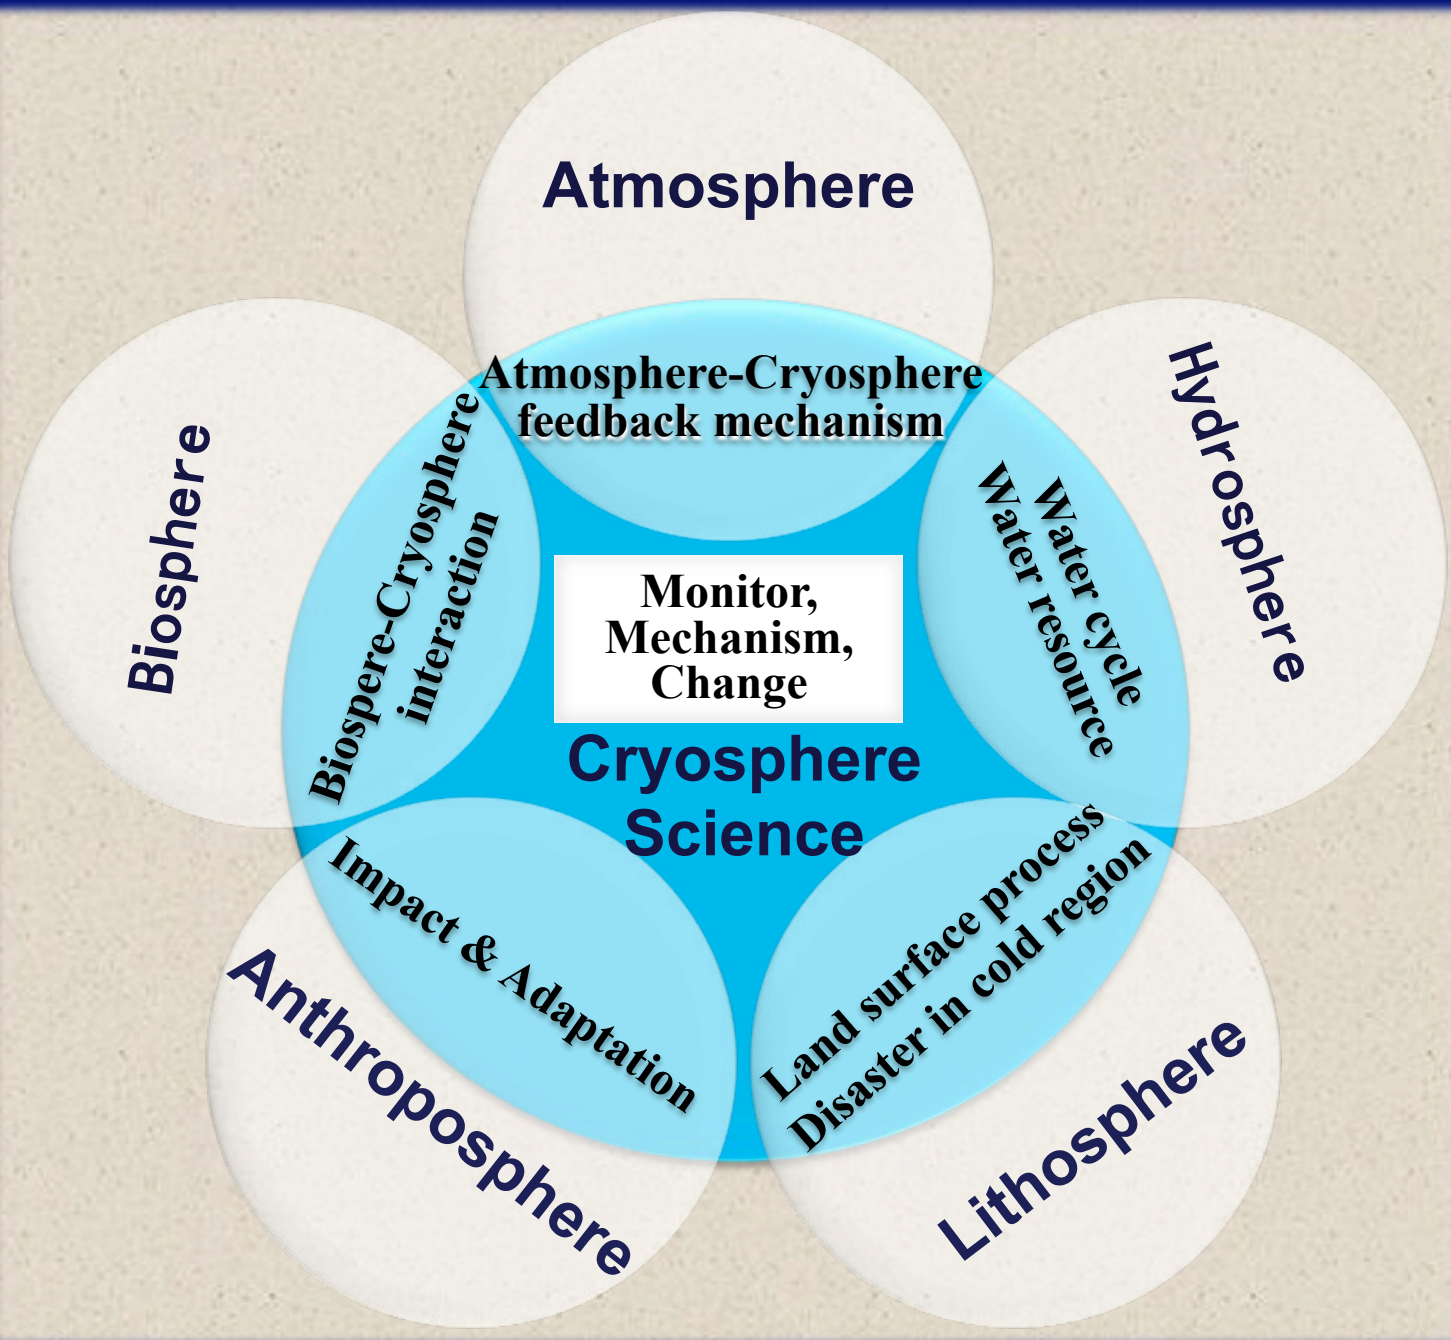 Atmosphere
Atmosphere-Cryosphere
feedback mechanism
Biosphere
Biospere-Cryosphere
interaction
Hydrosphere
Water cycle
Water resource
Monitor,
Mechanism,
Change
Cryosphere
Science
Impact & Adaptation
Anthroposphere
Land surface process
Disaster in cold region
Lithosphere